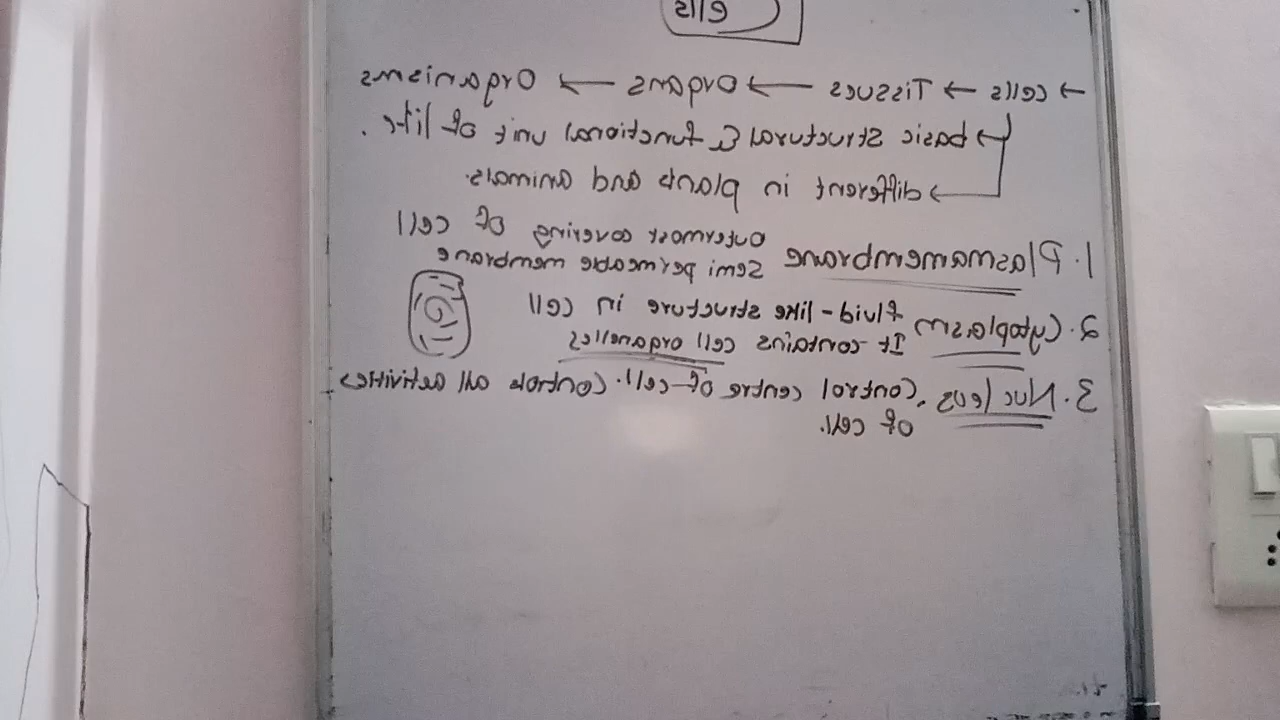 Cells
→ cells → Tissues → Organs → Organisms
→ basic structural & functional unit of life.
→ different in plants and animals.
1. Plasmamembrane outermost covering of cell
Semi permeable membrane
2. Cytoplasm fluid-like structure in cell
It contains cell organelles
3. Nucleus. Control centre of cell. Controls all activities
of cell.